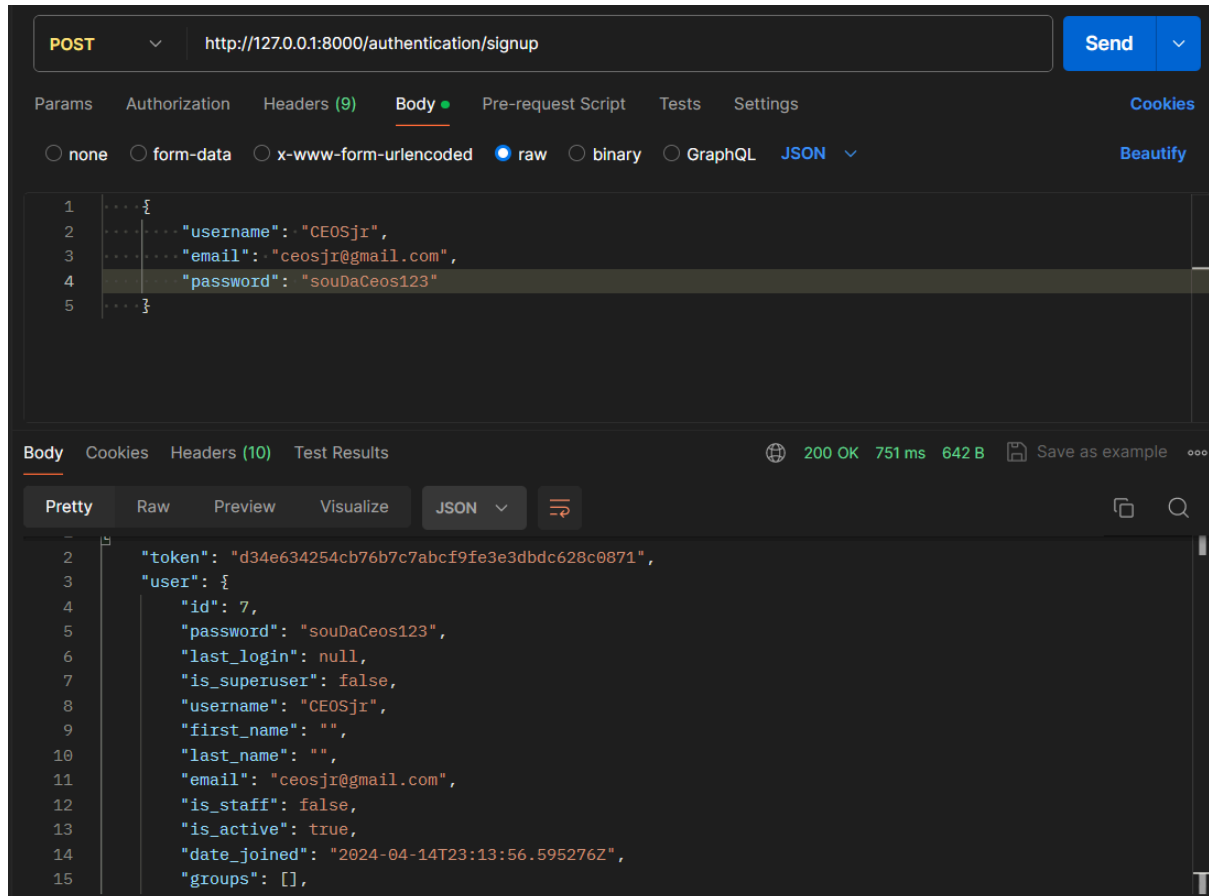 POST http://127.0.0.1:8000/authentication/signup Send
Params Authorization Headers (9) Body Pre-request Script Tests Settings Cookies
none form-data x-www-form-urlencoded raw binary GraphQL JSON Beautify
1 {
2 "username": "CEOSjr",
3 "email": "ceosjr@gmail.com",
4 "password": "souDaCeos123"
5 }
Body Cookies Headers (10) Test Results 200 OK 751 ms 642 B Save as example
Pretty Raw Preview Visualize JSON
2 "token": "d34e634254cb76b7c7abcf9fe3e3dbdc628c0871",
3 "user": {
4 "id": 7,
5 "password": "souDaCeos123",
6 "last_login": null,
7 "is_superuser": false,
8 "username": "CEOSjr",
9 "first_name": "",
10 "last_name": "",
11 "email": "ceosjr@gmail.com",
12 "is_staff": false,
13 "is_active": true,
14 "date_joined": "2024-04-14T23:13:56.595276Z",
15 "groups": [],